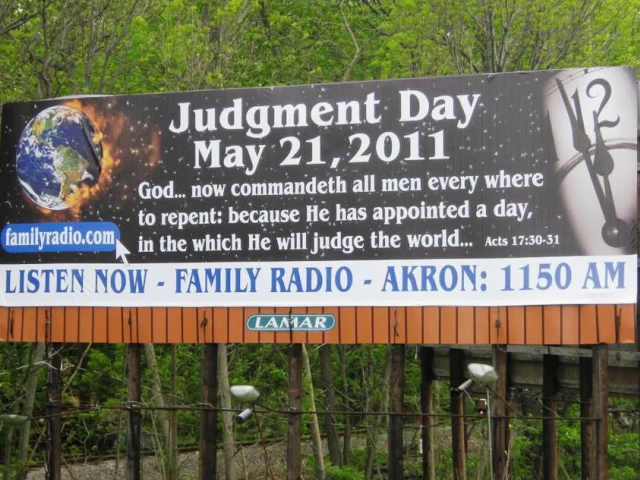 Judgment Day
May 21, 2011
God... now commandeth all men every where
to repent: because He has appointed a day,
in the which He will judge the world... Acts 17:30-31
12
familyradio.com
LISTEN NOW - FAMILY RADIO - AKRON: 1150 AM
LAMAR